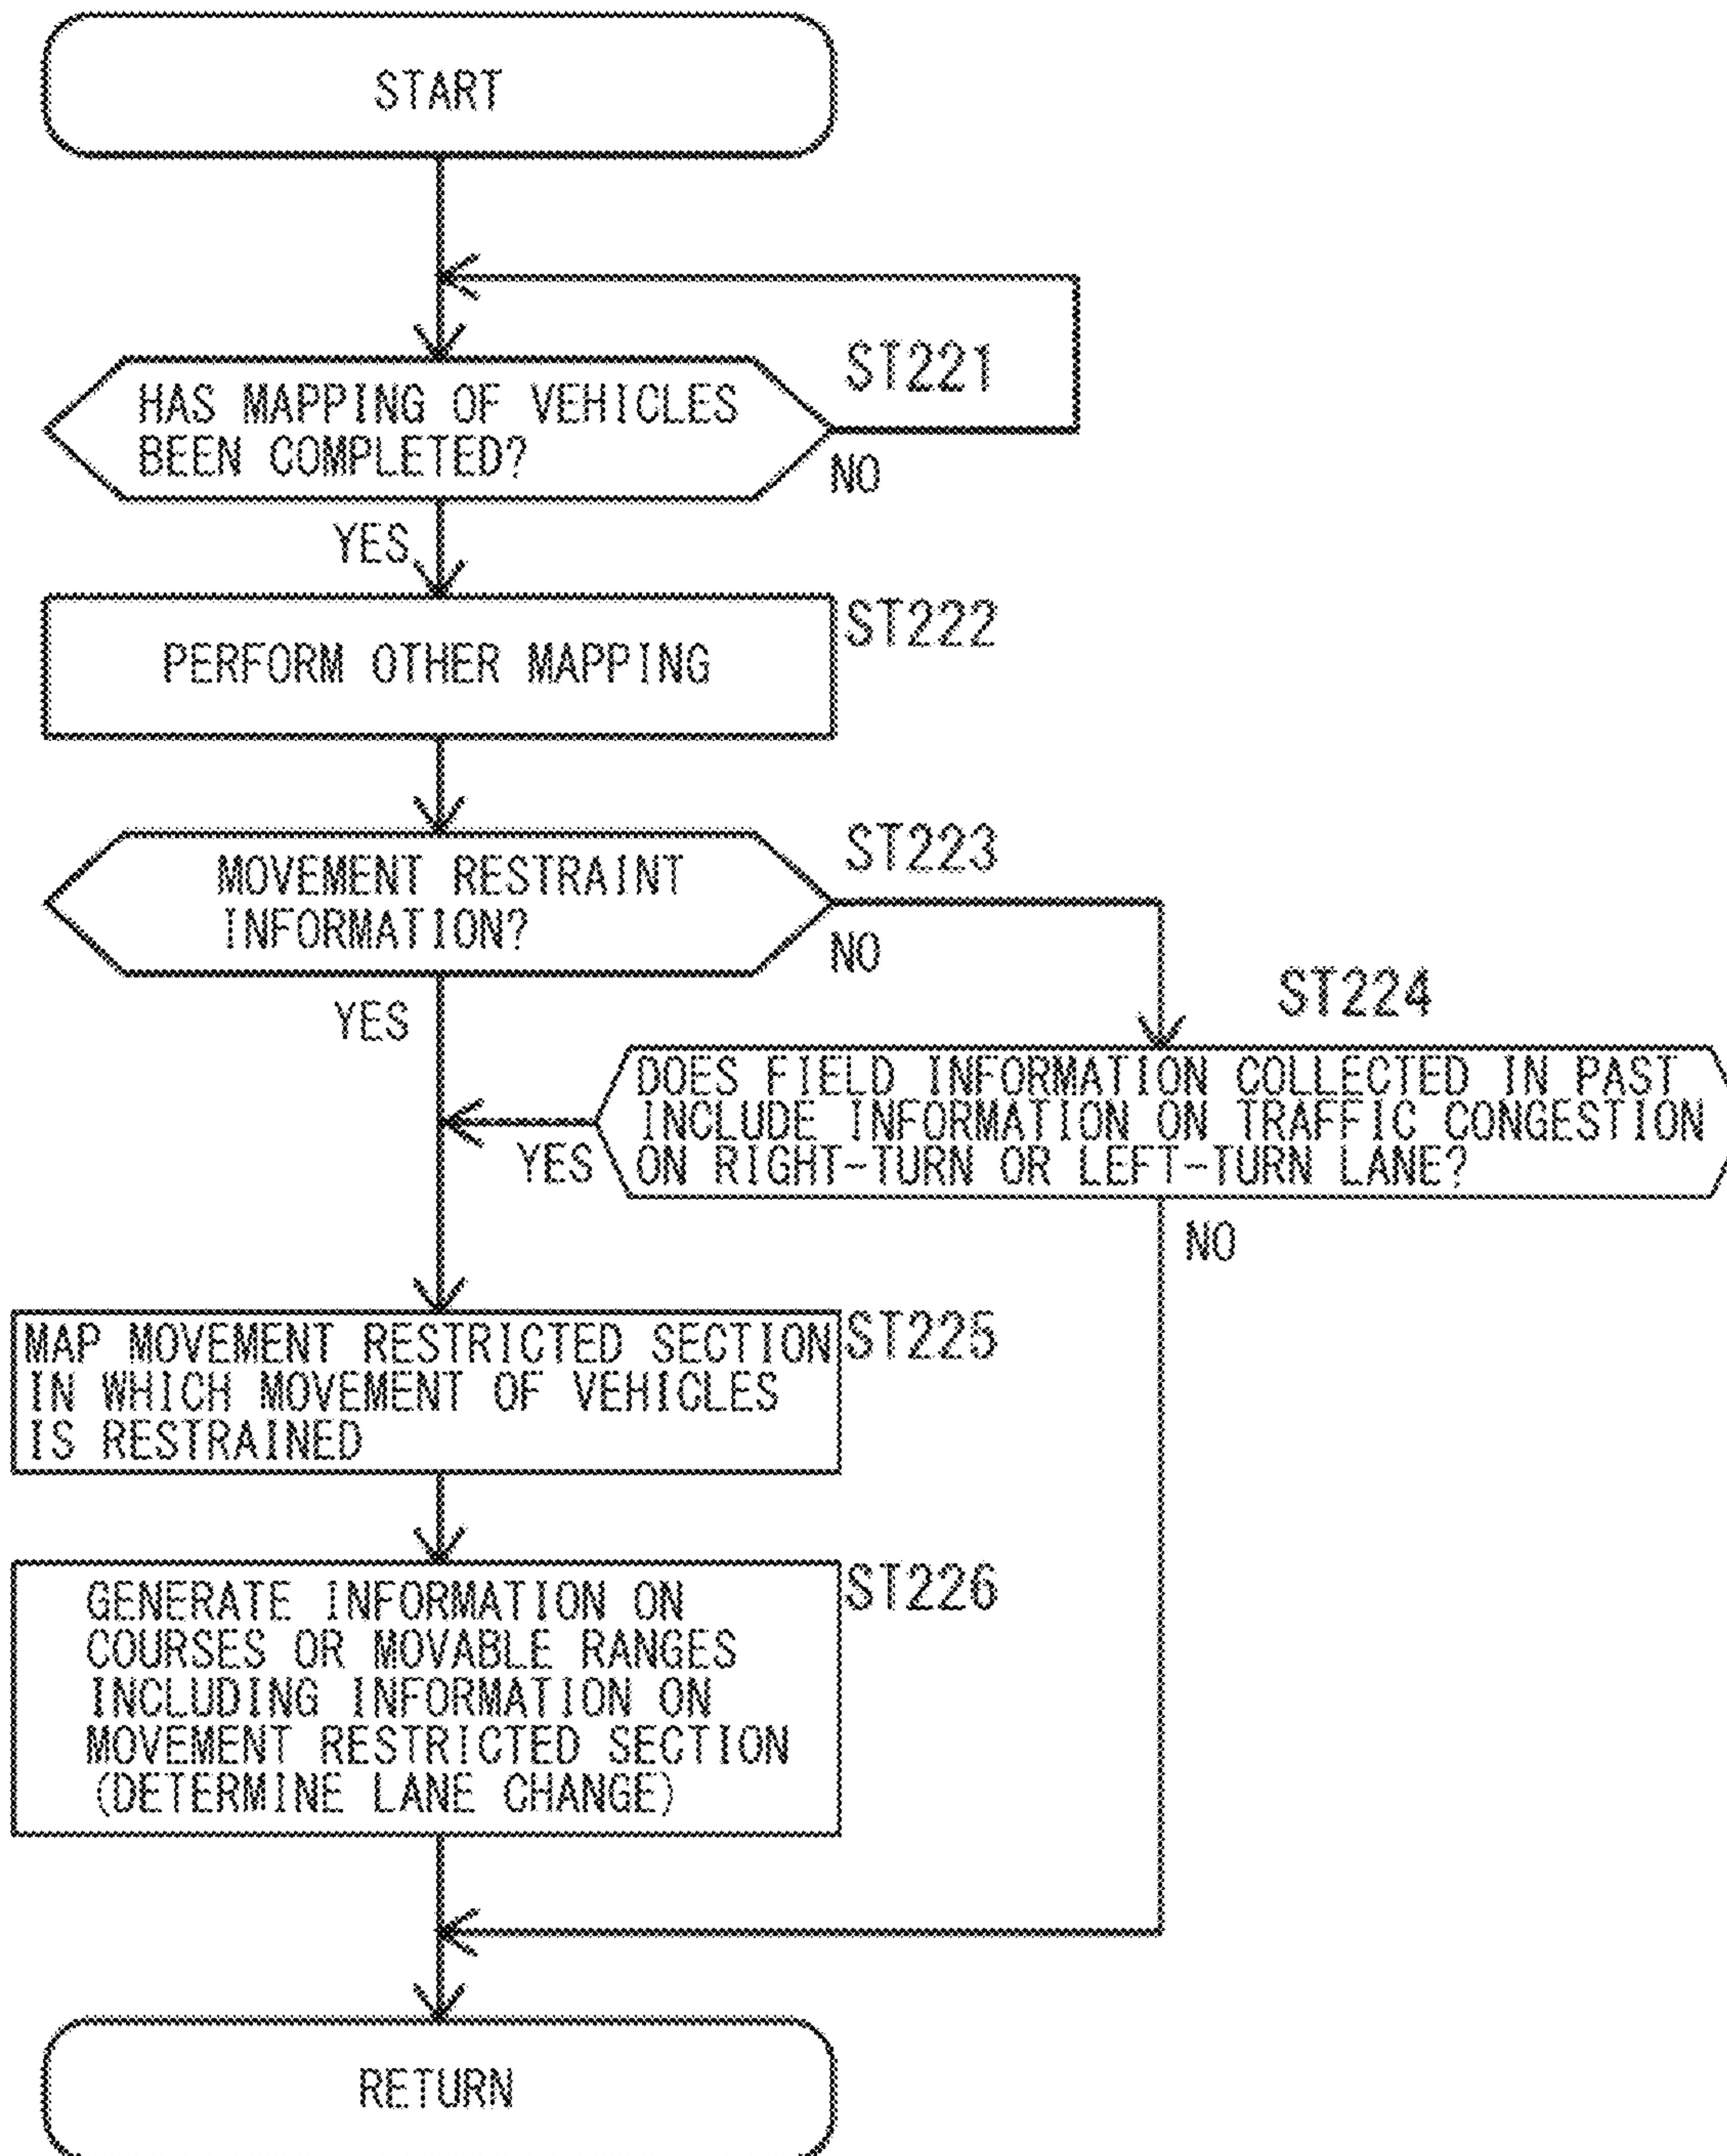 START
ST221
HAS MAPPING OF VEHICLES
BEEN COMPLETED?
NO
YES
ST222
PERFORM OTHER MAPPING
ST223
MOVEMENT RESTRAINT
INFORMATION?
NO
YES
ST224
DOES FIELD INFORMATION COLLECTED IN PAST
INCLUDE INFORMATION ON TRAFFIC CONGESTION
ON RIGHT-TURN OR LEFT-TURN LANE?
YES
NO
ST225
MAP MOVEMENT RESTRICTED SECTION
IN WHICH MOVEMENT OF VEHICLES
IS RESTRAINED
ST226
GENERATE INFORMATION ON
COURSES OR MOVABLE RANGES
INCLUDING INFORMATION ON
MOVEMENT RESTRICTED SECTION
(DETERMINE LANE CHANGE)
RETURN